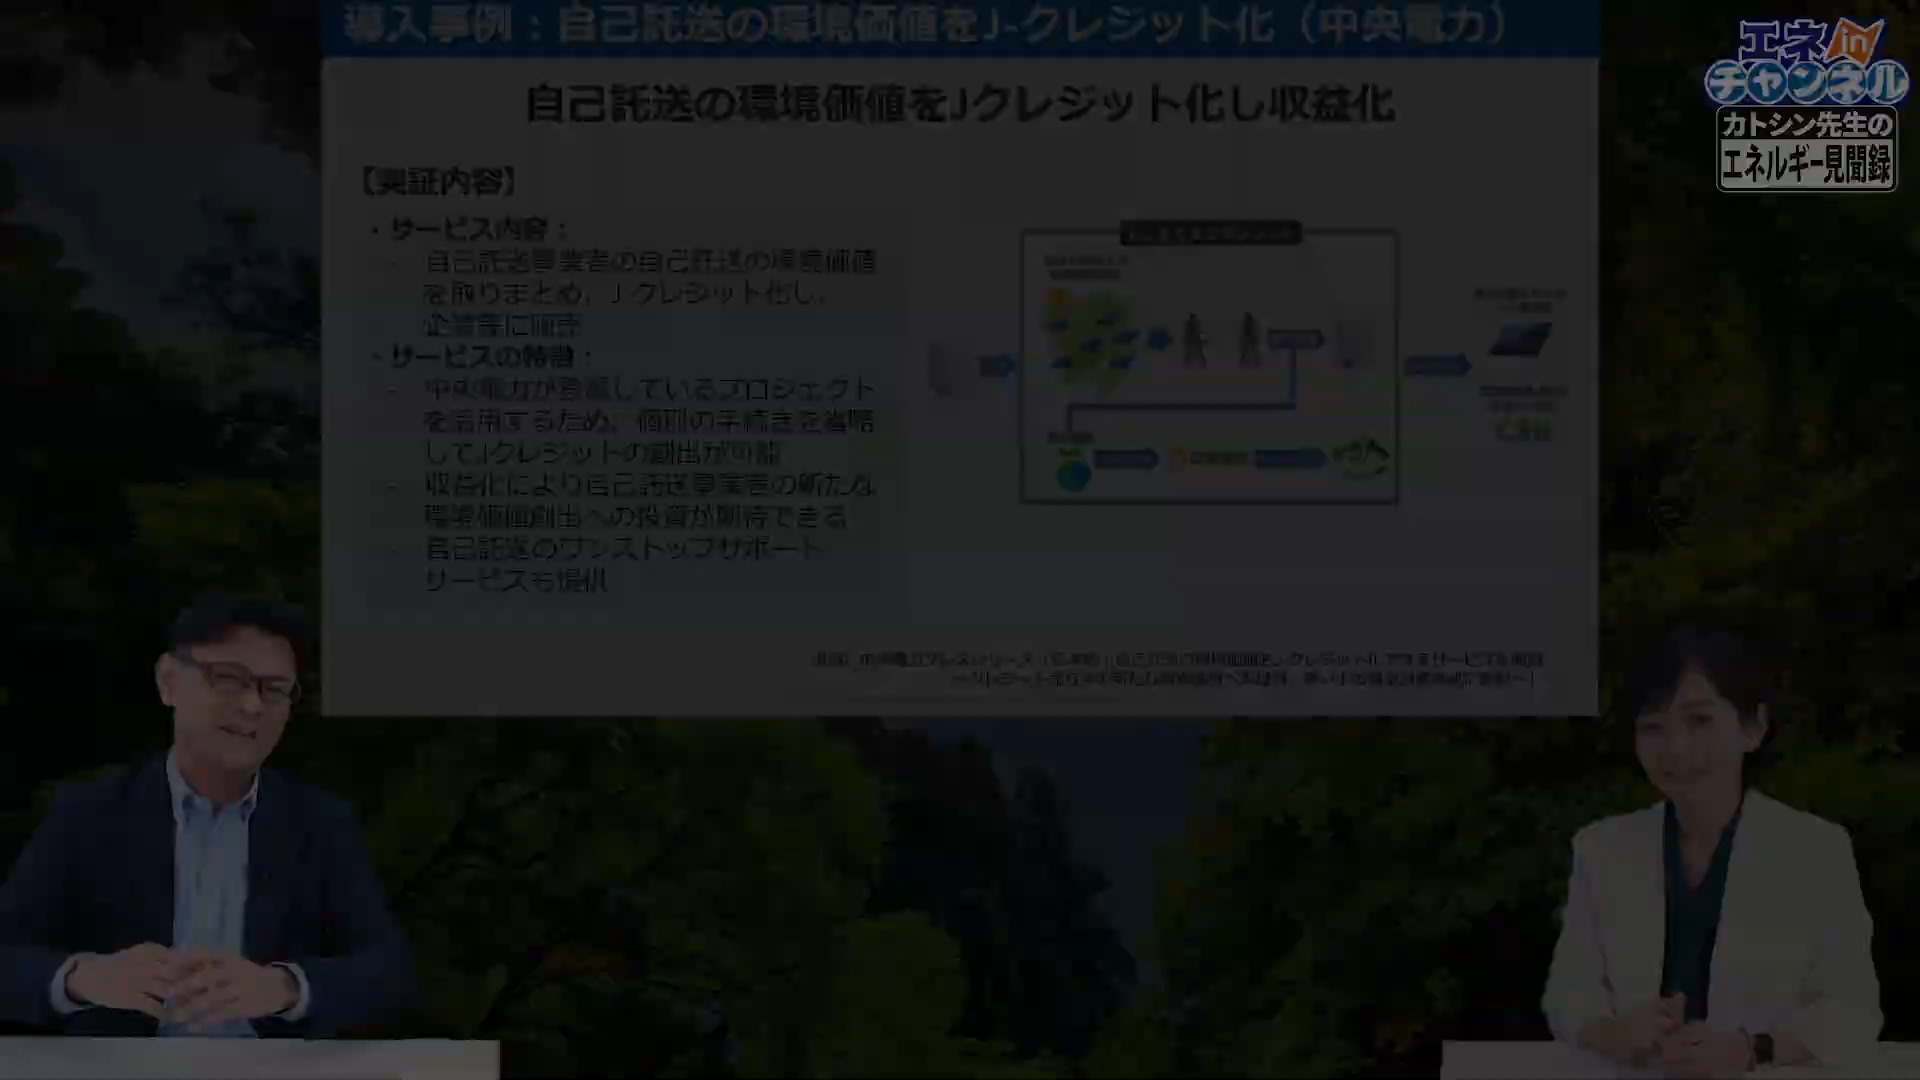 導入事例：自己託送の環境価値をJ-クレジット化（中央電力）
エネin
チャンネル
カトシン先生の
エネルギー見聞録
自己託送の環境価値をJクレジット化し収益化
【実証内容】
・サービス内容：
- 自己託送事業者の自己託送の環境価値
を取りまとめ、J-クレジット化し、
企業等に販売
・サービスの特徴：
- 中央電力が登録しているプロジェクト
を活用するため、個別の手続きを省略
してJクレジットの創出が可能
- 収益化により自己託送事業者の新たな
環境価値創出への投資が期待できる
- 自己託送のワンストップサポート
サービスも提供